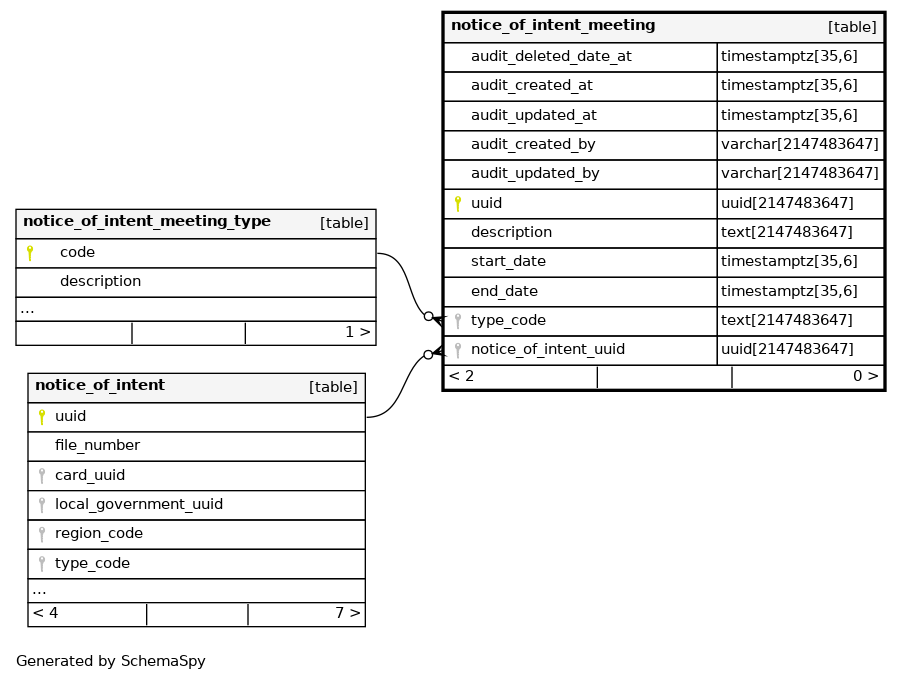 notice_of_intent_meeting [table]
audit_deleted_date_at timestamptz[35,6]
audit_created_at timestamptz[35,6]
audit_updated_at timestamptz[35,6]
audit_created_by varchar[2147483647]
audit_updated_by varchar[2147483647]
uuid uuid[2147483647]
description text[2147483647]
start_date timestamptz[35,6]
end_date timestamptz[35,6]
type_code text[2147483647]
notice_of_intent_uuid uuid[2147483647]
< 2 0 >
notice_of_intent_meeting_type [table]
code
description
...
1 >
notice_of_intent [table]
uuid
file_number
card_uuid
local_government_uuid
region_code
type_code
...
< 4 7 >
Generated by SchemaSpy